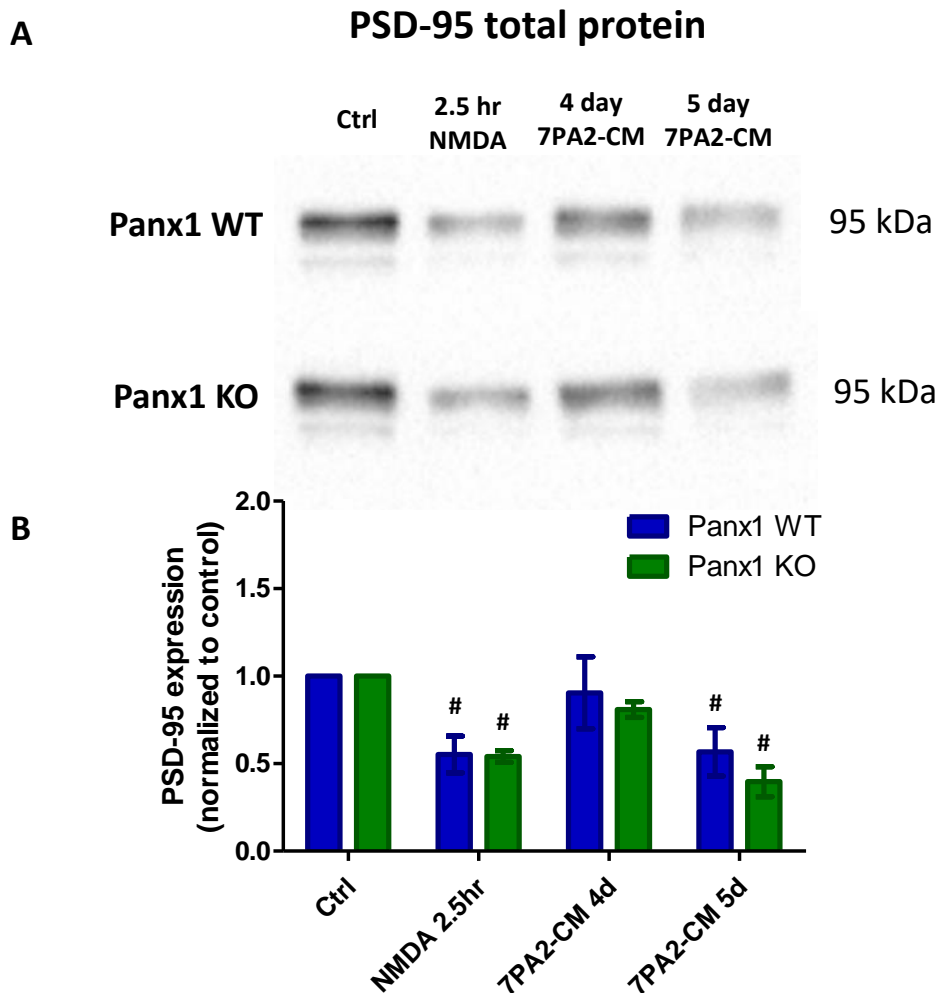 A
PSD-95 total protein
Ctrl
2.5 hr
NMDA
4 day
7PA2-CM
5 day
7PA2-CM
Panx1 WT
95 kDa
Panx1 KO
95 kDa
B
PSD-95 expression
(normalized to control)
2.0
1.5
1.0
0.5
0.0
Panx1 WT
Panx1 KO
#
#
#
#
Ctrl
NMDA 2.5hr
7PA2-CM 4d
7PA2-CM 5d